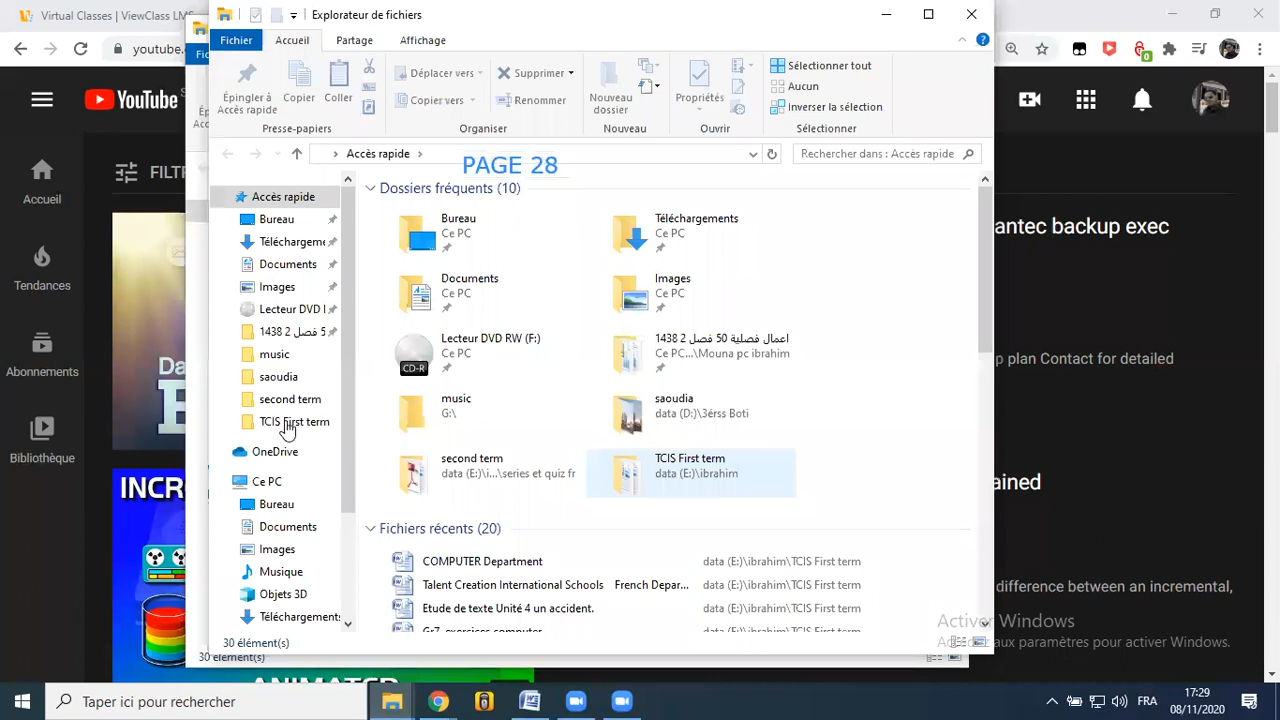 Virtual Classes | ViewClass LMS
Explorateur de fichiers
Fichier
Accueil
Partage
Affichage
youtube.
Épingler à
Accès rapide
Copier
Coller
Déplacer vers
Copier vers
Supprimer
Renommer
Nouveau
dossier
Propriétés
Sélectionner tout
Aucun
Inverser la sélection
Presse-papiers
Organiser
Nouveau
Ouvrir
Sélectionner
YouTube
Accès rapide
Rechercher dans : Accès rapide
PAGE 28
FILT
Accueil
Tendances
Abonnements
Bibliothèque
Accès rapide
Bureau
Téléchargeme
Documents
Images
Lecteur DVD I
1438 2 فصل 5
music
saoudia
second term
TCIS First term
OneDrive
Ce PC
Bureau
Documents
Images
Musique
Objets 3D
Téléchargements
Dossiers fréquents (10)
Bureau
Ce PC
Téléchargements
Ce PC
Documents
Ce PC
Images
Ce PC
Lecteur DVD RW (F:)
Ce PC
اعمال فصلية 50 فصل 2 1438
Ce PC...\Mouna pc ibrahim
music
G:\
saoudia
data (D:)\3érss Boti
second term
data (E:)\i...\series et quiz fr
TCIS First term
data (E:)\ibrahim
Fichiers récents (20)
COMPUTER Department
data (E:)\ibrahim\TCIS First term
Talent Creation International Schools French Depar...
data (E:)\ibrahim\TCIS First term
Etude de texte Unité 4 un accident.
data (E:)\ibrahim\TCIS First term
30 élément(s)
30 élément(s)
antec backup exec
p plan Contact for detailed
ained
difference between an incremental,
Da
INCR
ANIMATED
Activer Windows
aux paramètres pour activer Windows.
Taper ici pour rechercher
FRA
17:29
08/11/2020